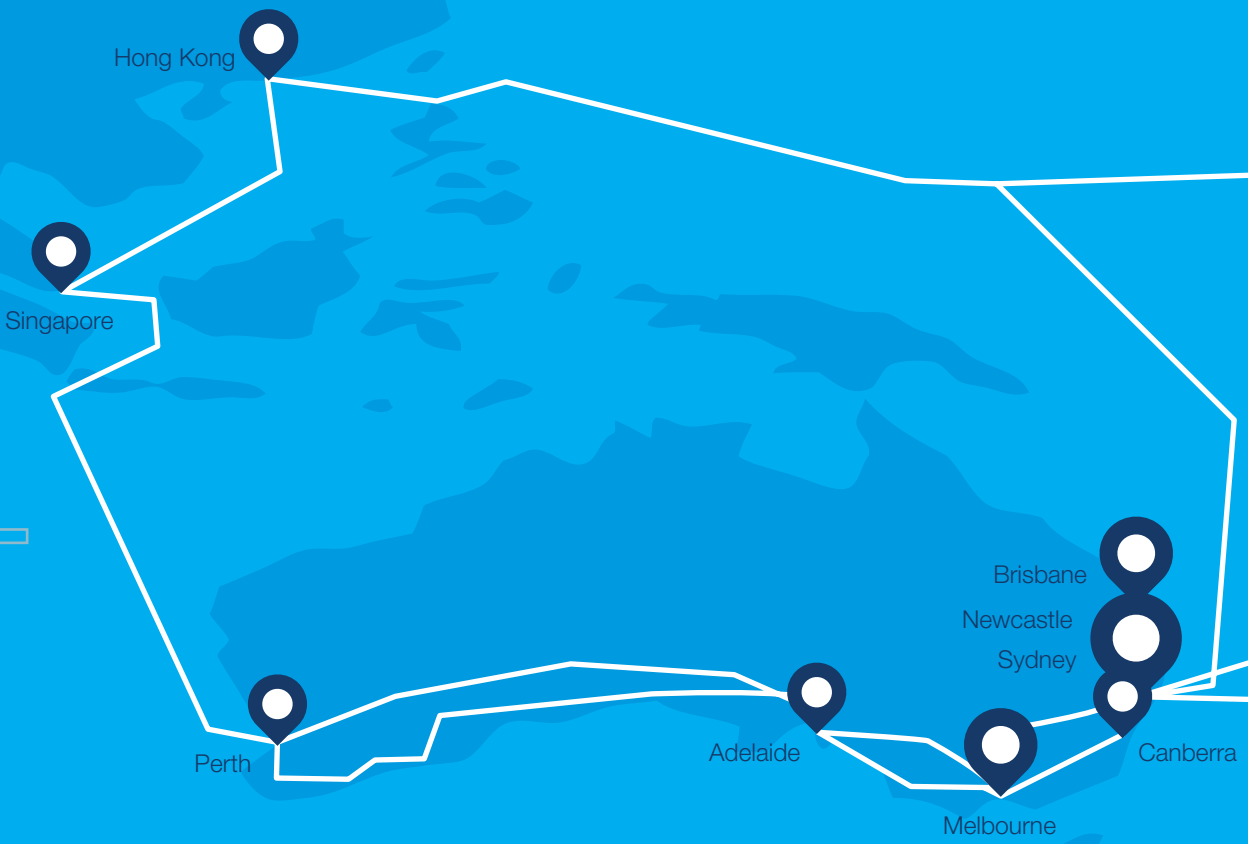 Hong Kong
Singapore
Brisbane
Newcastle
Sydney
Perth
Adelaide
Canberra
Melbourne